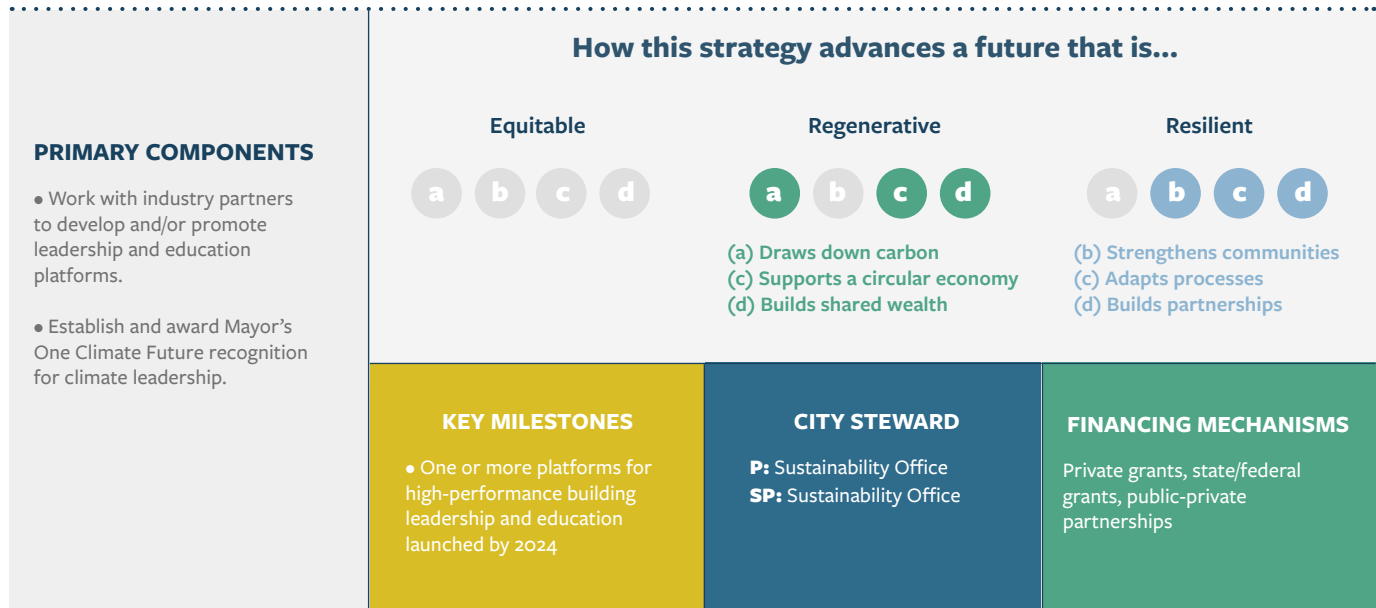 How this strategy advances a future that is...
PRIMARY COMPONENTS
• Work with industry partners
to develop and/or promote
leadership and education
platforms.
• Establish and award Mayor’s
One Climate Future recognition
for climate leadership.
Equitable
a b c d
Regenerative
a b c d
(a) Draws down carbon
(c) Supports a circular economy
(d) Builds shared wealth
Resilient
a b c d
(b) Strengthens communities
(c) Adapts processes
(d) Builds partnerships
KEY MILESTONES
• One or more platforms for
high-performance building
leadership and education
launched by 2024
CITY STEWARD
P: Sustainability Office
SP: Sustainability Office
FINANCING MECHANISMS
Private grants, state/federal
grants, public-private
partnerships